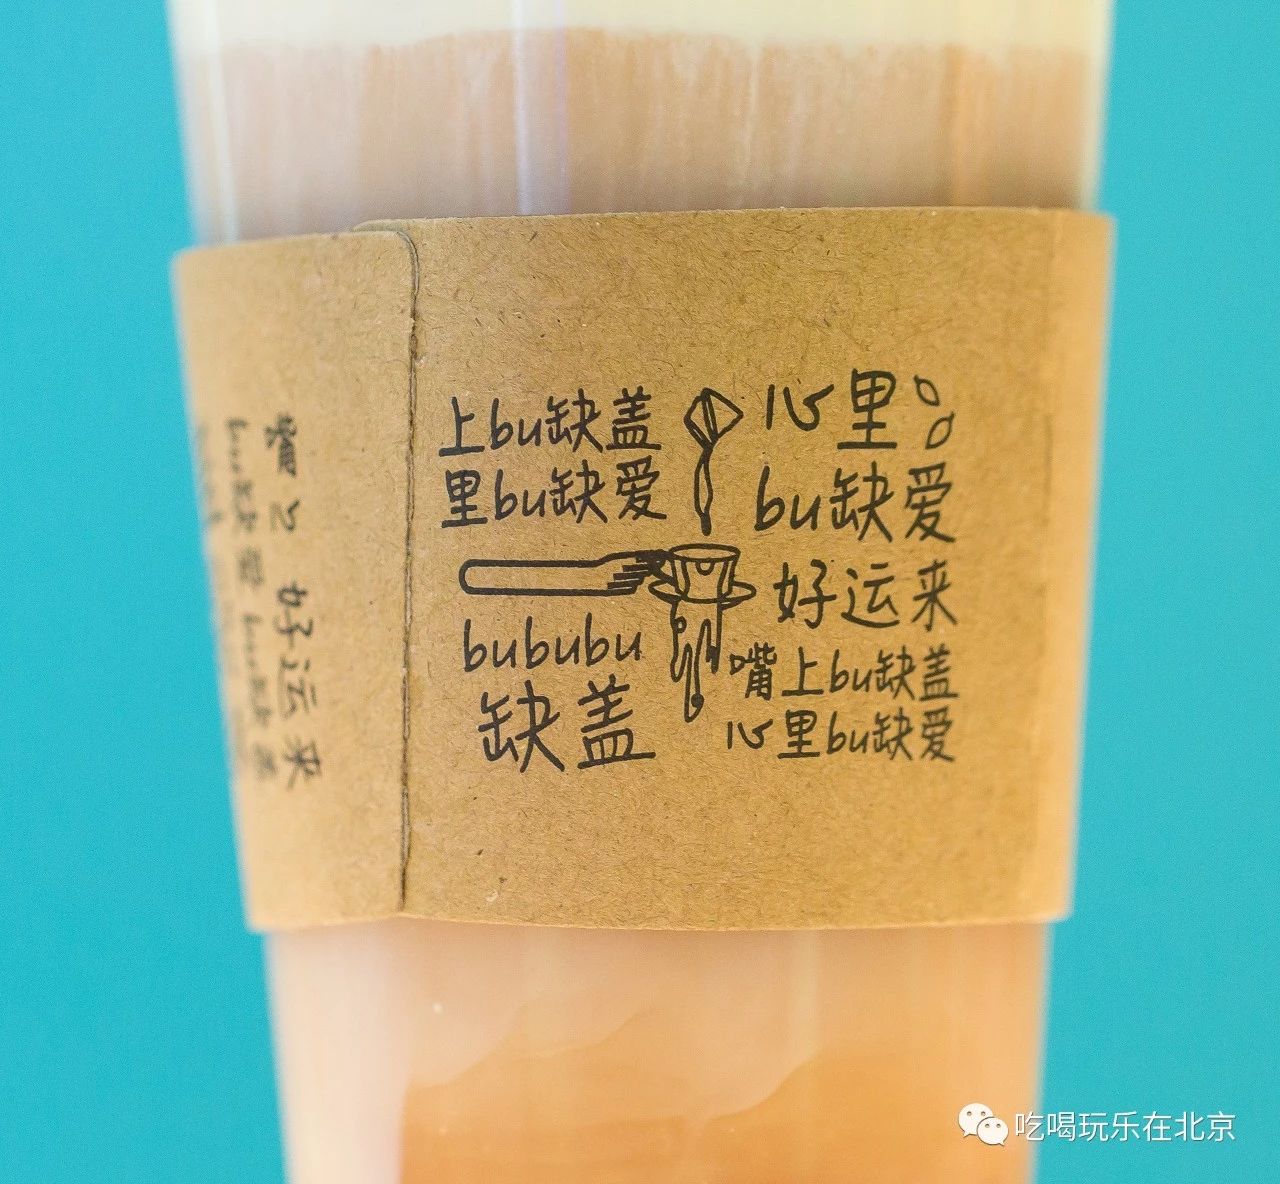 上bu缺盖
里bu缺爱
bububu
缺盖
心里
bu缺爱
好运来
嘴上bu缺盖
心里bu缺爱
好运来
吃喝玩乐在北京